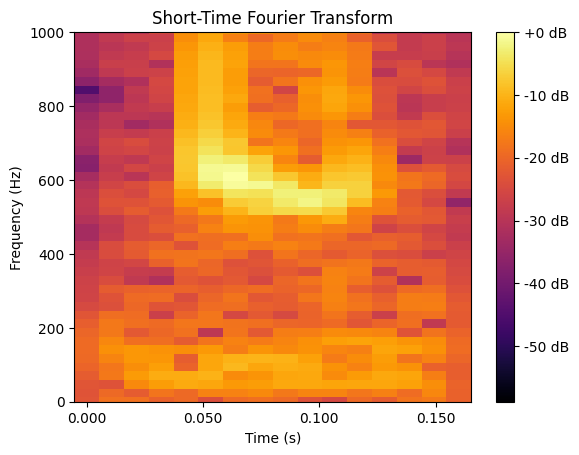 Short-Time Fourier Transform
1000
800
600
400
200
0
Frequency (Hz)
0.000
0.050
0.100
0.150
Time (s)
+0 dB
-10 dB
-20 dB
-30 dB
-40 dB
-50 dB